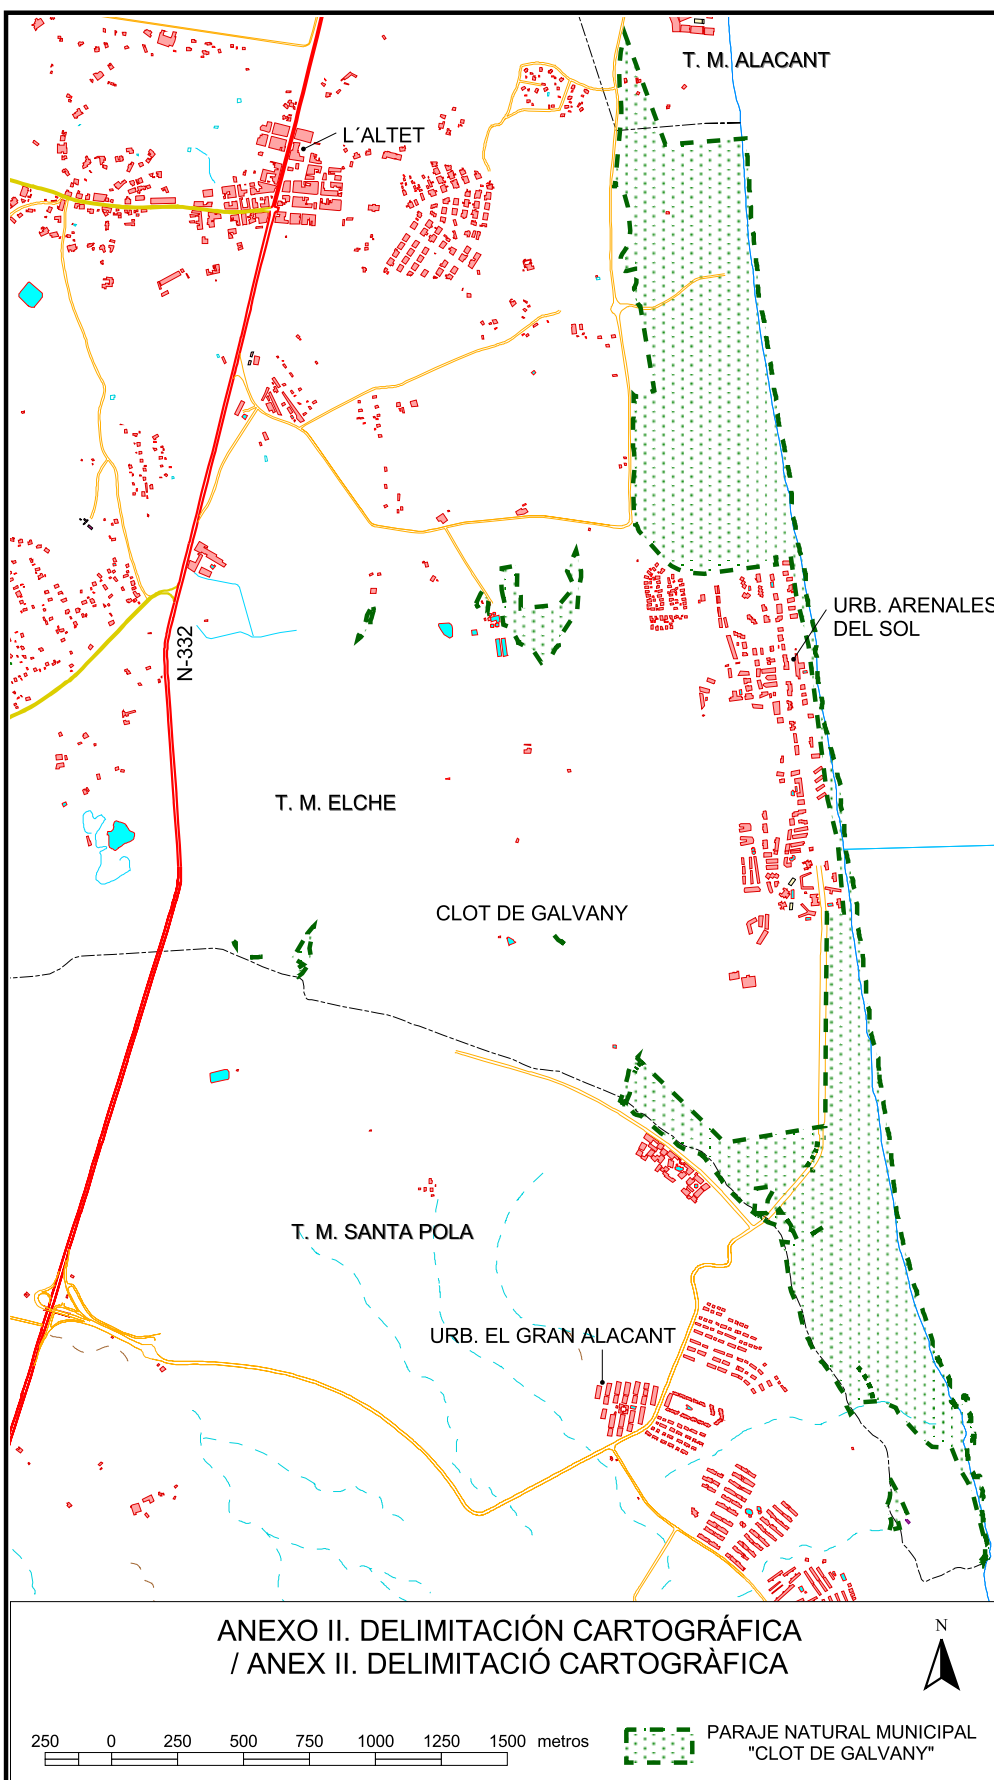 T. M. ALACANT
L´ALTET
URB. ARENALES
DEL SOL
N-332
T. M. ELCHE
CLOT DE GALVANY
T. M. SANTA POLA
URB. EL GRAN ALACANT
ANEXO II. DELIMITACIÓN CARTOGRÁFICA
/ ANEX II. DELIMITACIÓ CARTOGRÀFICA
N
250 0 250 500 750 1000 1250 1500 metros
PARAJE NATURAL MUNICIPAL
"CLOT DE GALVANY"